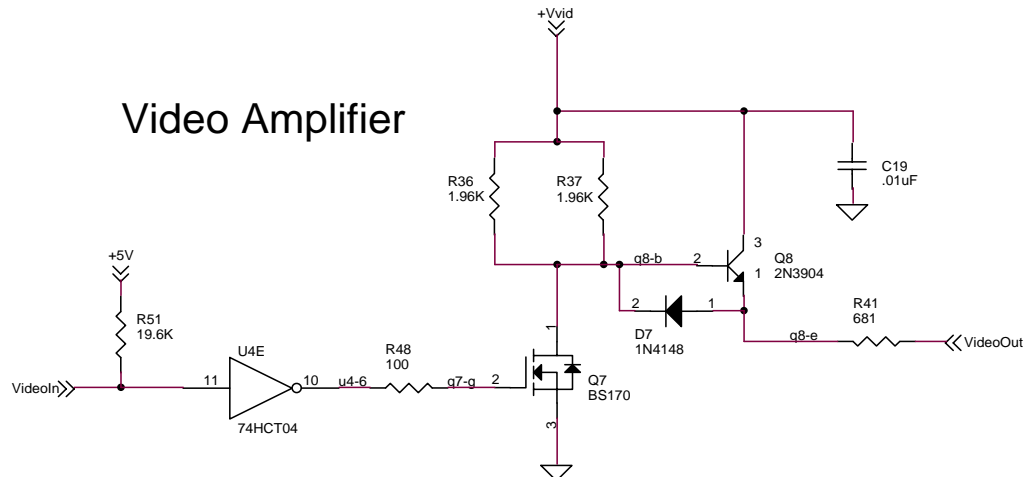 +Vvid
Video Amplifier
R36
1.96K
R37
1.96K
C19
.01uF
+5V
R51
19.6K
q8-b
2
3
1
Q8
2N3904
2
1
D7
1N4148
q8-e
R41
681
VideoOut
VideoIn
11
U4E
10
74HCT04
u4-6
R48
100
q7-g
2
1
3
Q7
BS170